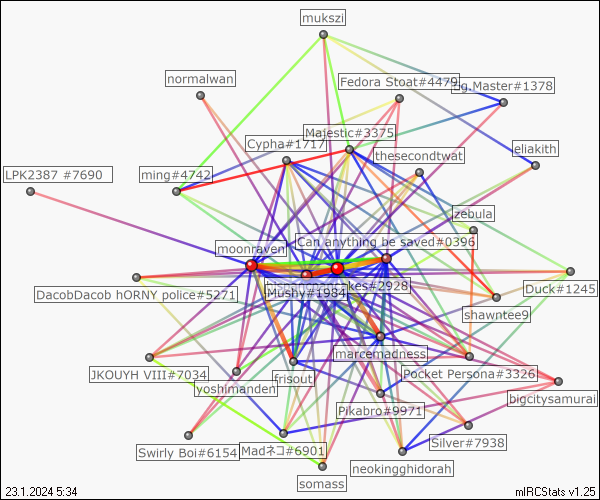 mukszi
normalwan
Fedora Stoat#4479
Master#1378
Majestic#3375
Cypha#1717
thesecondtwat
eliakith
LPK2387 #7690
ming#4742
zebula
moonraven
Can anything be saved#0396
kes#2928
Mushy#1984
DacobDacob hORNY police#5271
Duck#1245
shawntee9
marcemadness
JKOUYH VIII#7034
frisout
Pocket Persona#3326
yoshimanden
bigcitysamurai
Pikabro#9971
Swirly Boi#6154
Madネコ#6901
Silver#7938
neokingghidorah
somass
23.1.2024 5:34
mIRCStats v1.25